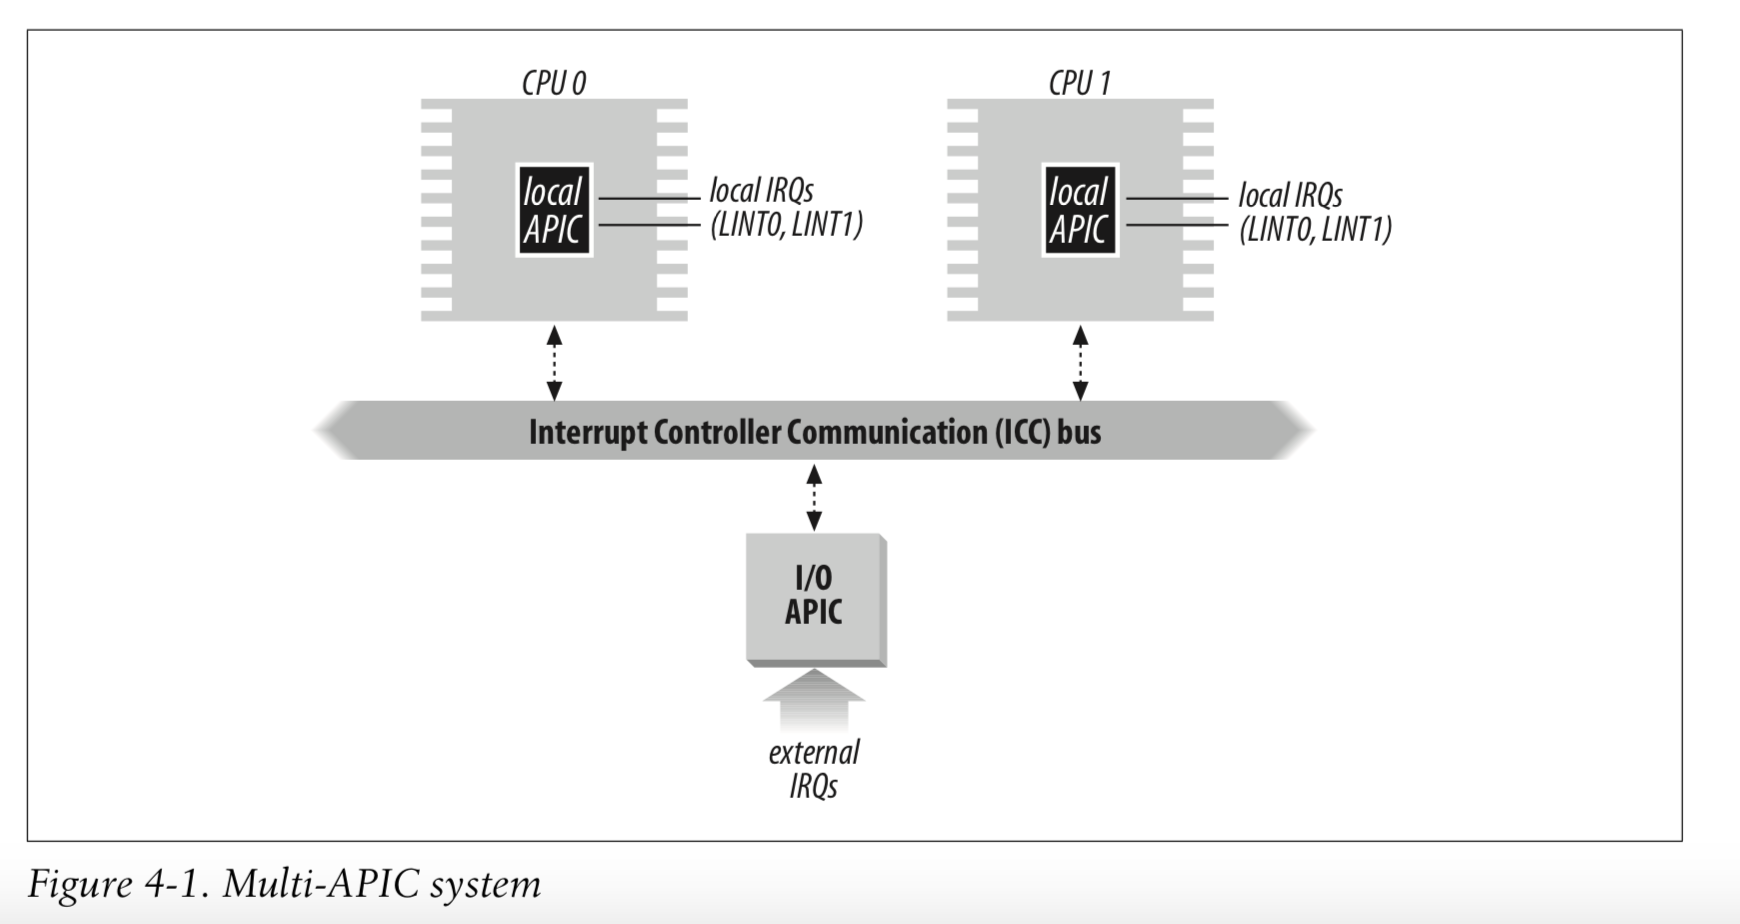 CPU 0
CPU 1
local
APIC
local IRQs
(LINT0, LINT1)
local
APIC
local IRQs
(LINT0, LINT1)
Interrupt Controller Communication (ICC) bus
I/O
APIC
external
IRQs
Figure 4-1. Multi-APIC system